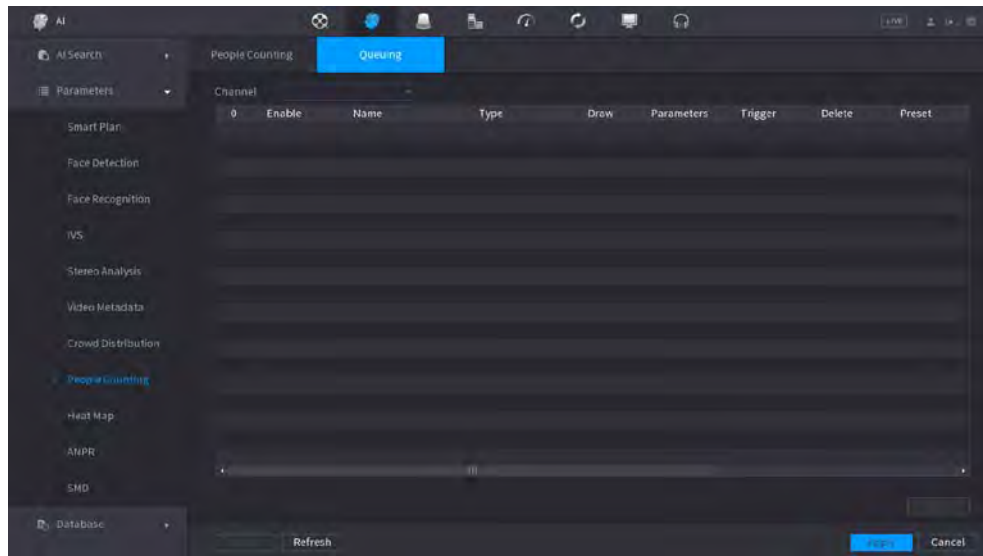 AI
LIVE
AI Search
People Counting
Queuing
Parameters
Channel
0 Enable Name Type Draw Parameters Trigger Delete Preset
Smart Plan
Face Detection
Face Recognition
IVS
Stereo Analysis
Video Metadata
Crowd Distribution
People Counting
Heat Map
ANPR
SMD
Database
Refresh
Apply
Cancel